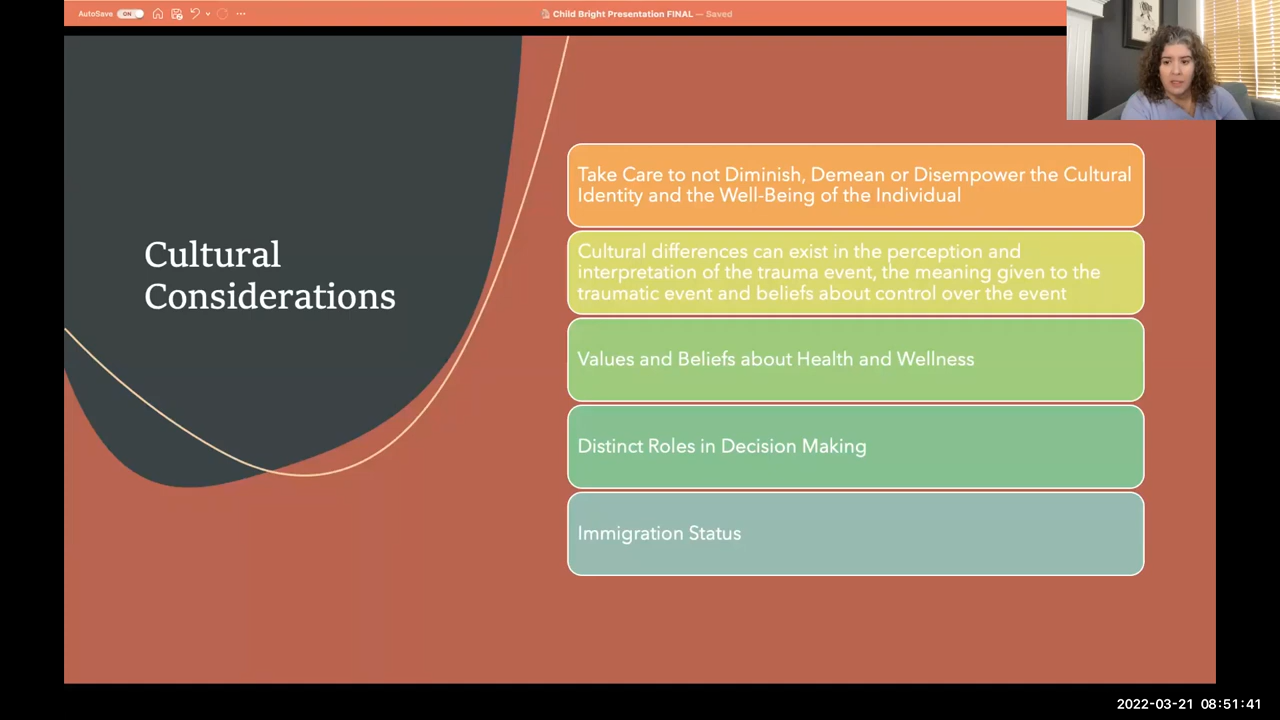 AutoSave ON
Child Bright Presentation FINAL — Saved
Cultural
Considerations
Take Care to not Diminish, Demean or Disempower the Cultural
Identity and the Well-Being of the Individual
Cultural differences can exist in the perception and
interpretation of the trauma event, the meaning given to the
traumatic event and beliefs about control over the event
Values and Beliefs about Health and Wellness
Distinct Roles in Decision Making
Immigration Status
2022-03-21 08:51:41